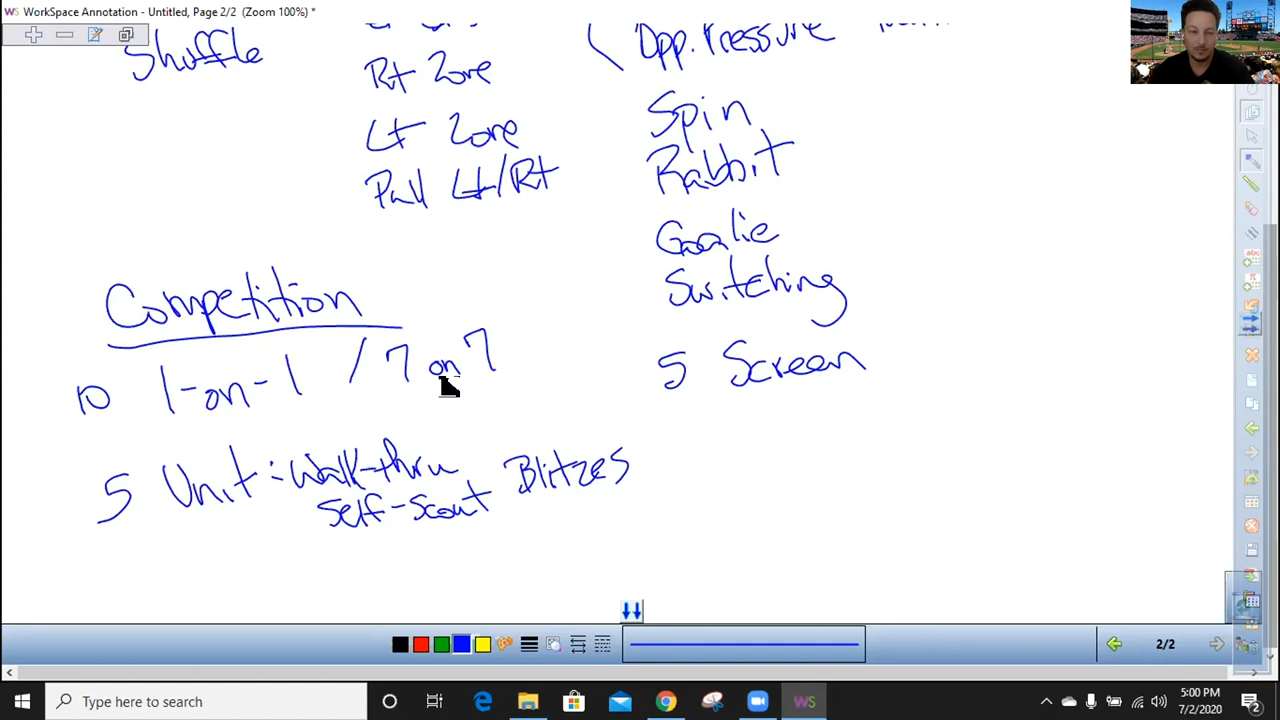 WorkSpace Annotation - Untitled, Page 2/2 (Zoom 100%) *
Shuffle
Rt Zone
Lt Zone
Pull Lt/Rt
Opp. Pressure
Spin
Rabbit
Goalie
Switching
5 Screen
Competition
10 1-on-1 / 7 on 7
5 Unit: Walk-thru Blitzes
Self-Scout
2/2
Type here to search
WS
5:00 PM
7/2/2020
2